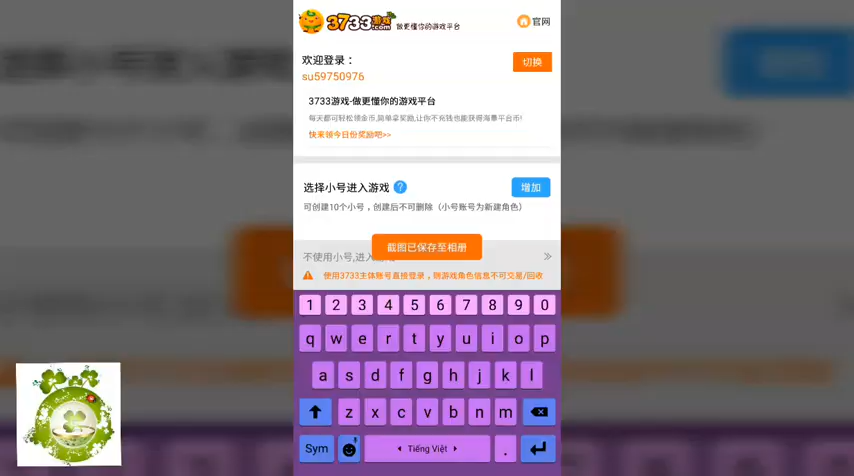 3733游戏.com 做更懂你的游戏平台
官网
欢迎登录：
切换
su59750976
3733游戏-做更懂你的游戏平台
每天都可轻松领金币,简单拿奖励,让你不充钱也能获得海量平台币!
快来领今日份奖励吧>>
选择小号进入游戏 ?
增加
可创建10个小号，创建后不可删除（小号账号为新建角色）
截图已保存至相册
不使用小号,进入
使用3733主体账号直接登录，则游戏角色信息不可交易/回收
1 2 3 4 5 6 7 8 9 0
q w e r t y u i o p
a s d f g h j k l
z x c v b n m
Sym Tiếng Việt .